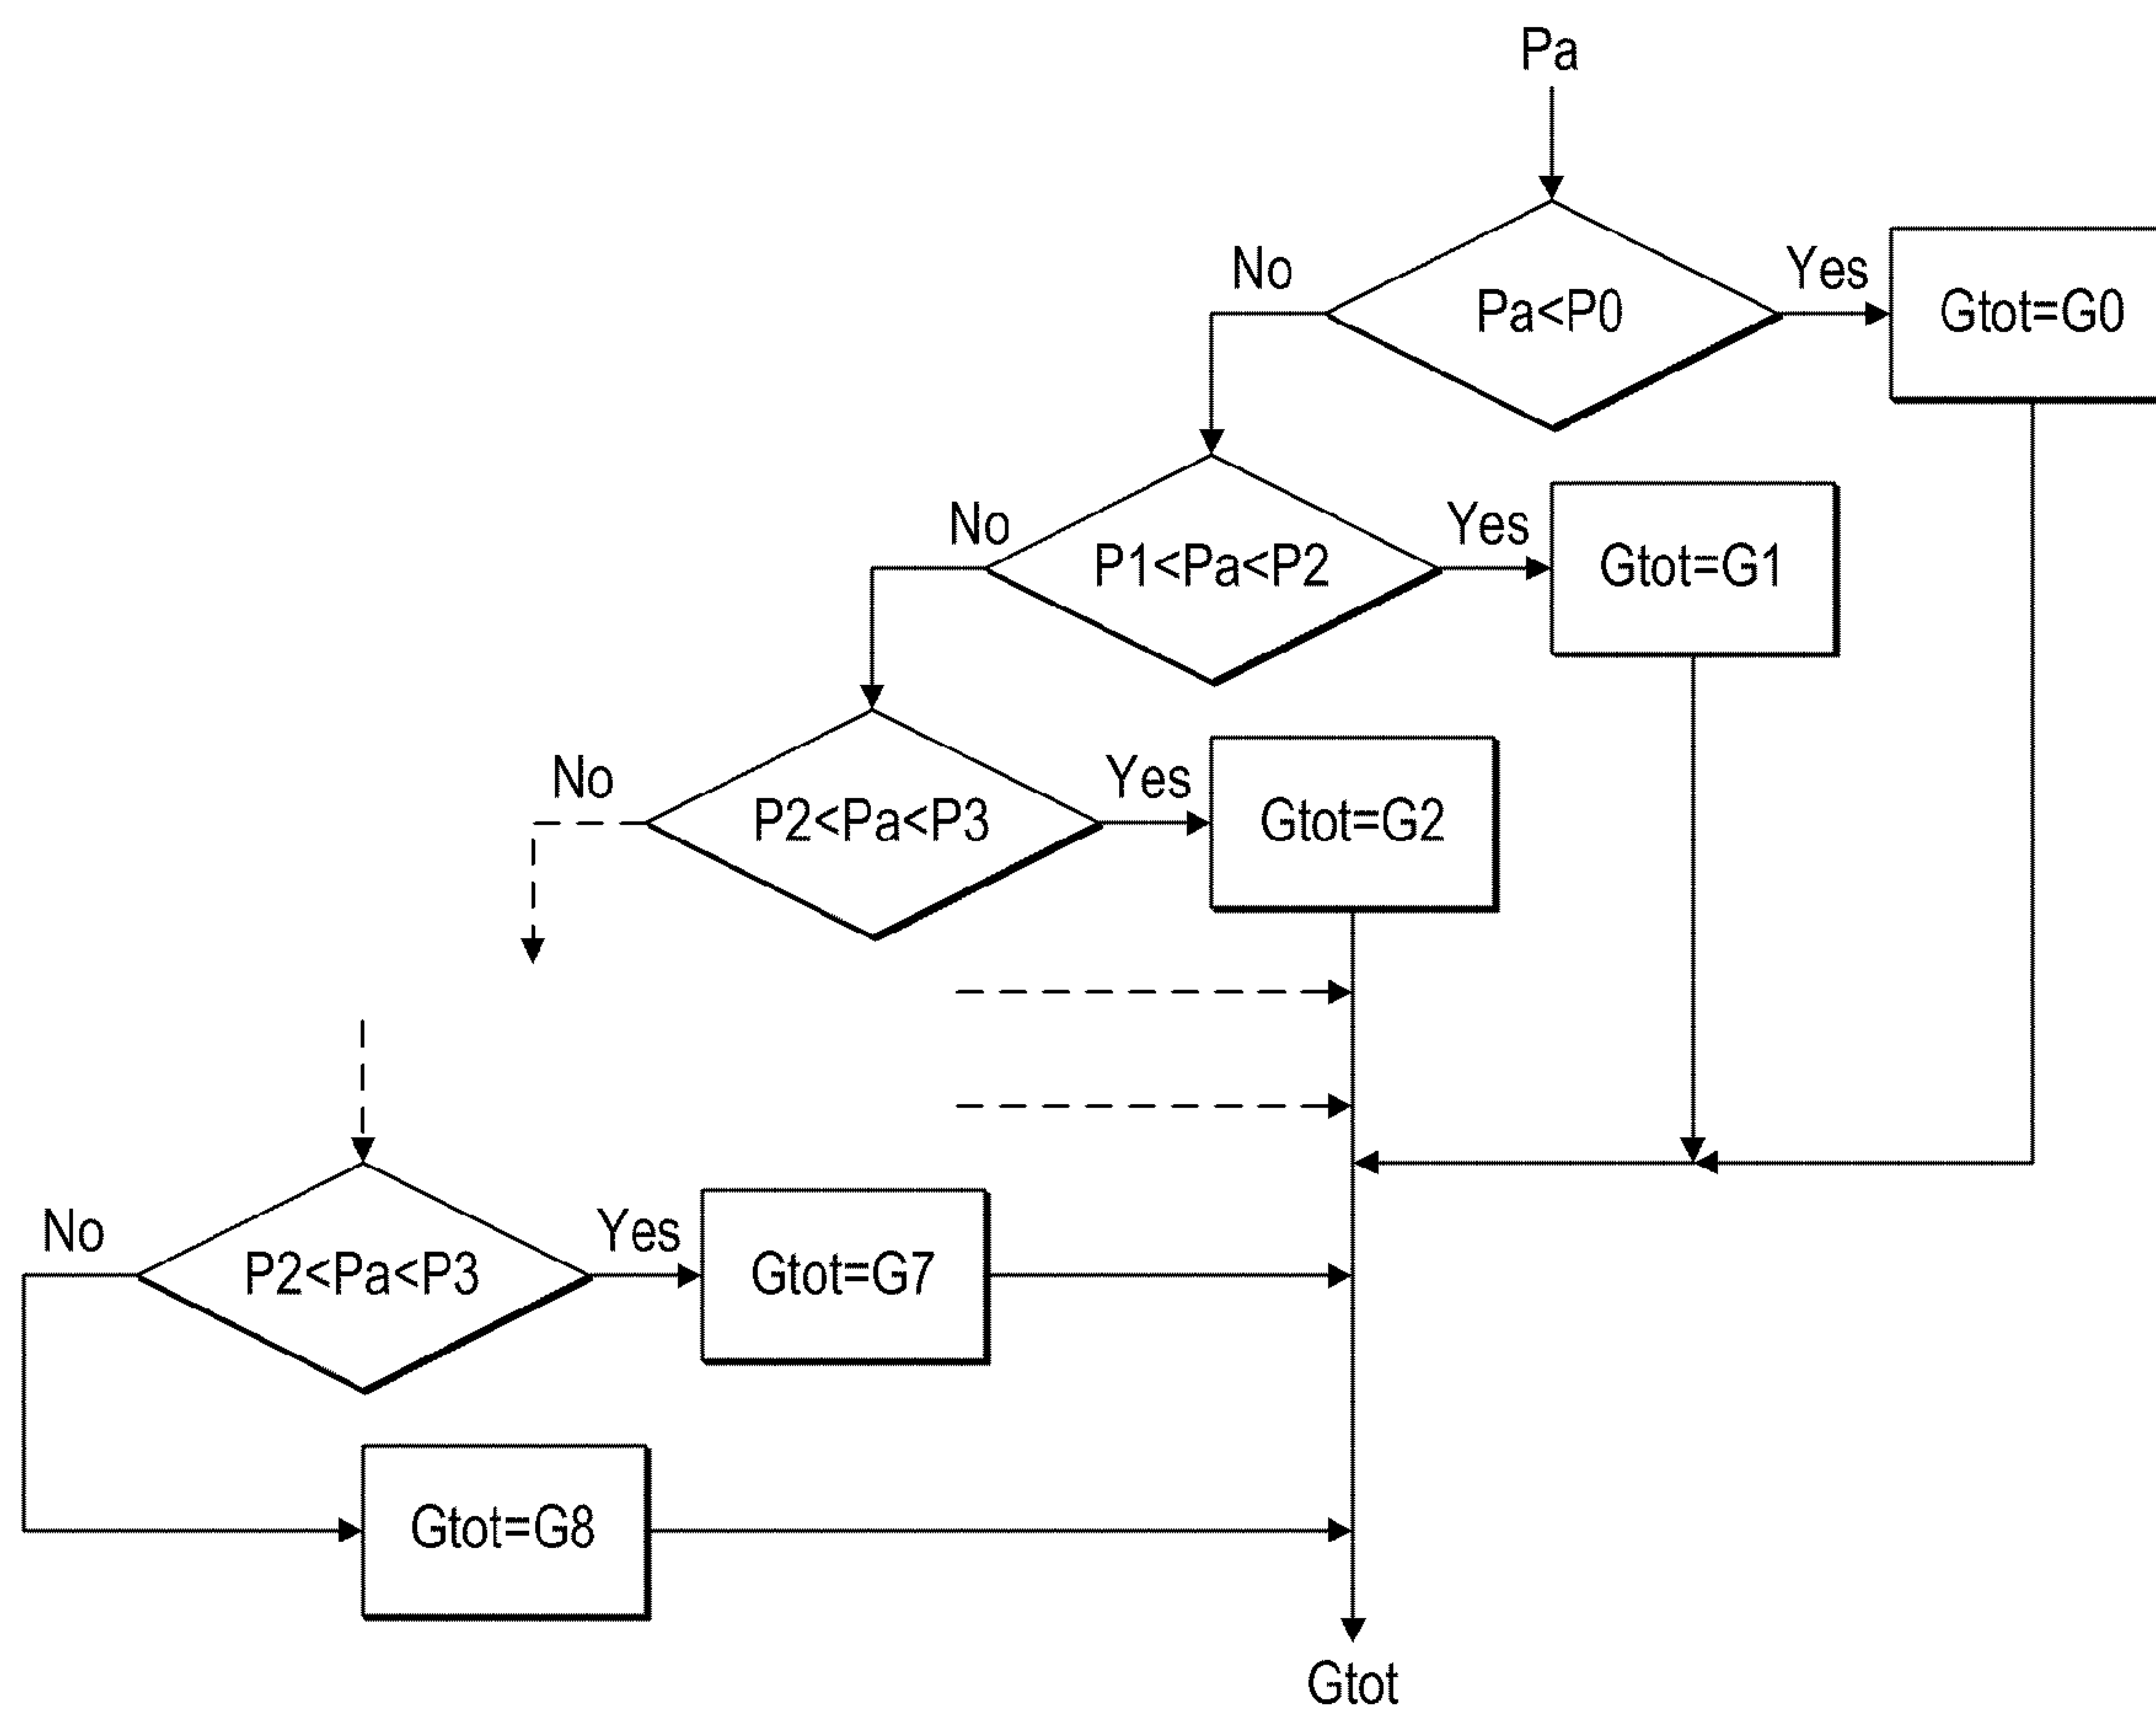 Pa
No
Pa<P0
Yes
Gtot=G0
No
P1<Pa<P2
Yes
Gtot=G1
No
P2<Pa<P3
Yes
Gtot=G2
No
P2<Pa<P3
Yes
Gtot=G7
Gtot=G8
Gtot